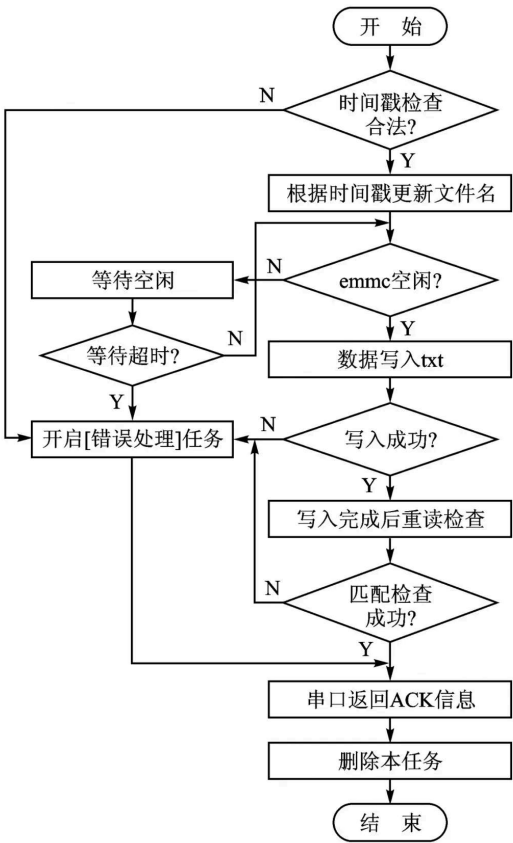 开 始
时间戳检查
合法?
N
Y
根据时间戳更新文件名
emmc空闲?
N
Y
等待空闲
等待超时?
N
Y
数据写入txt
写入成功?
N
Y
开启[错误处理]任务
写入完成后重读检查
匹配检查
成功?
N
Y
串口返回ACK信息
删除本任务
结 束